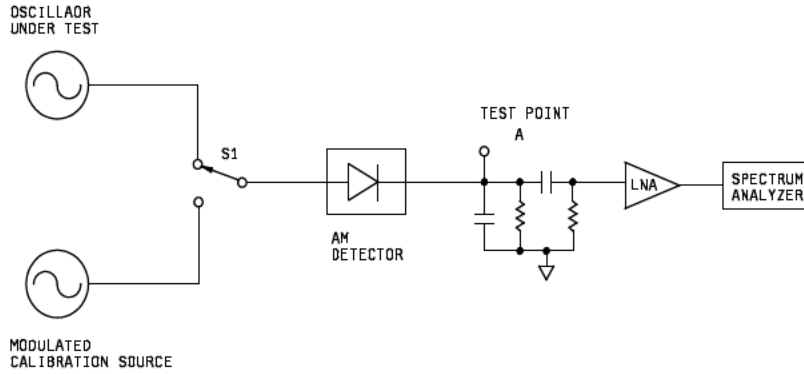 OSCILLAOR
UNDER TEST
S1
TEST POINT
A
LNA
SPECTRUM
ANALYZER
AM
DETECTOR
MODULATED
CALIBRATION SOURCE